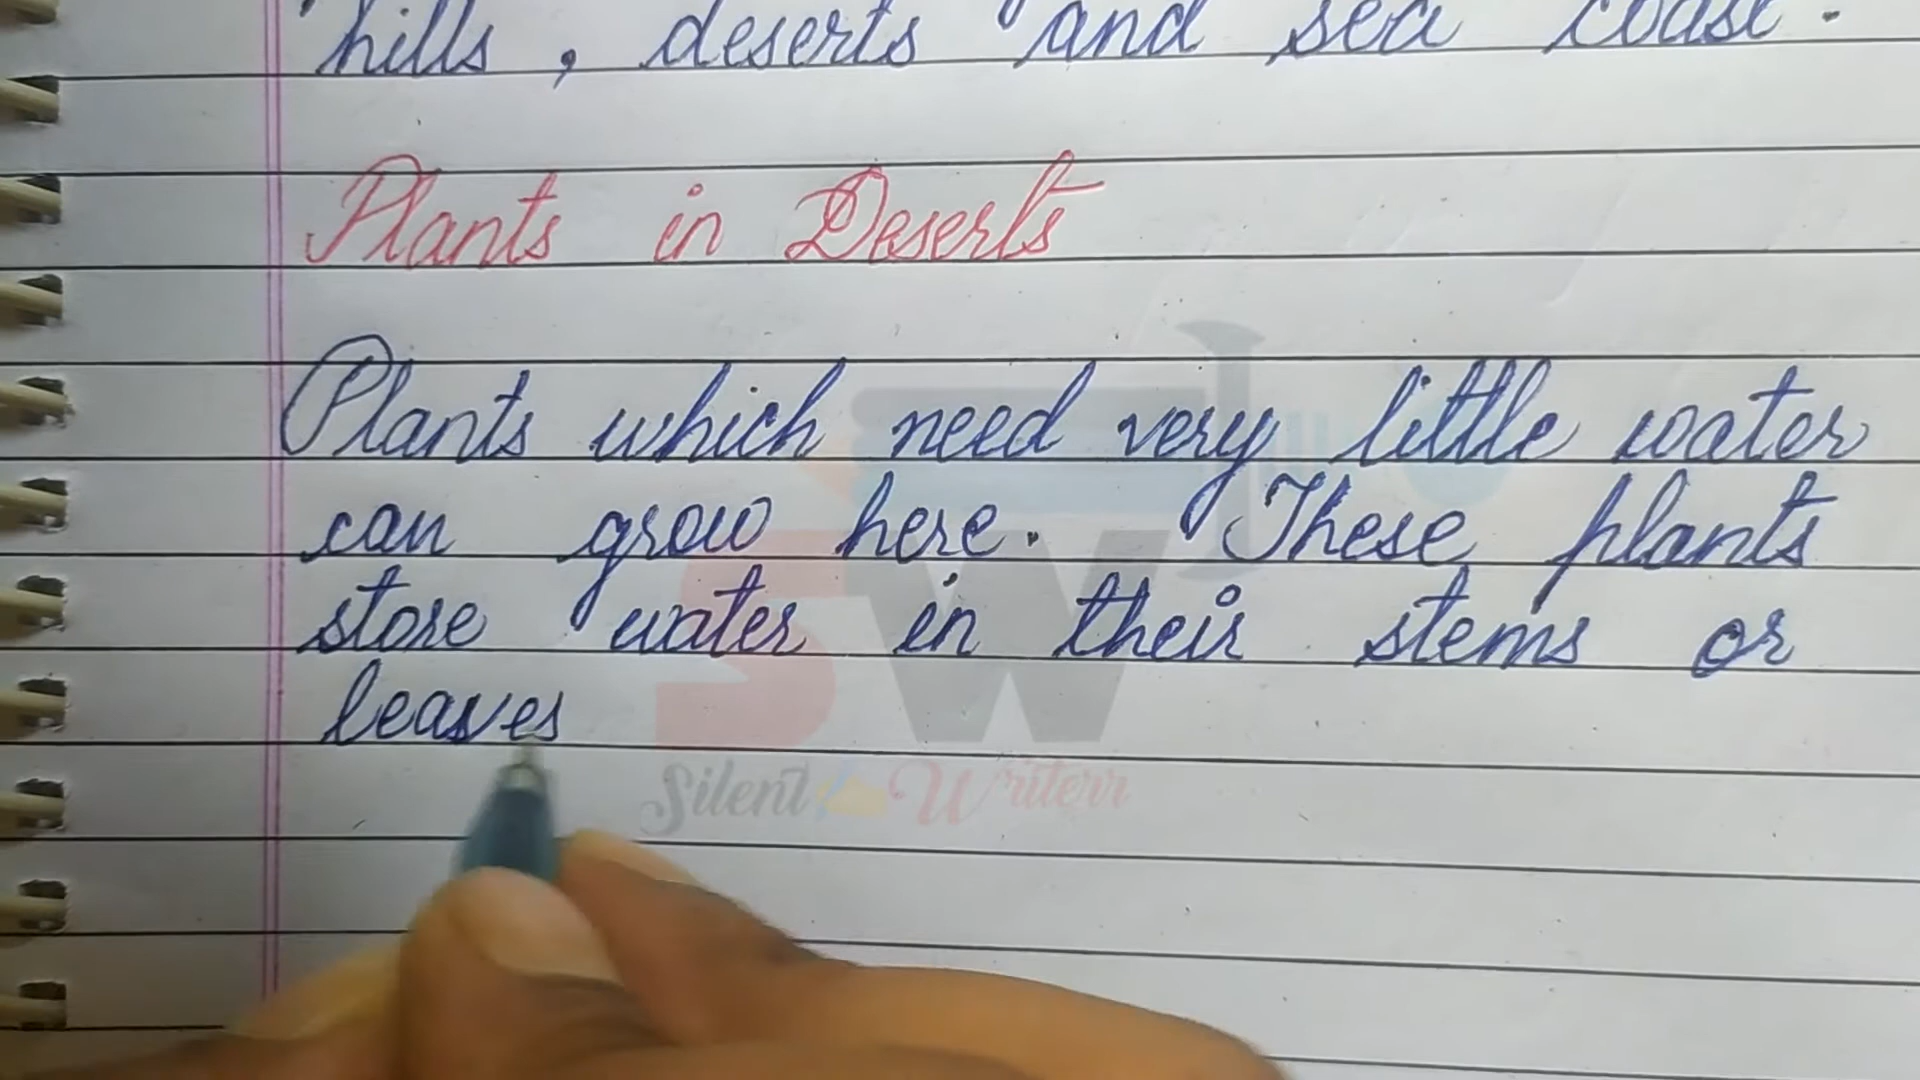 hills, deserts and sea coast.
Plants in Deserts
Plants which need very little water
can grow here. These plants
store water in their stems or
leaves
SW
Silent Writerr